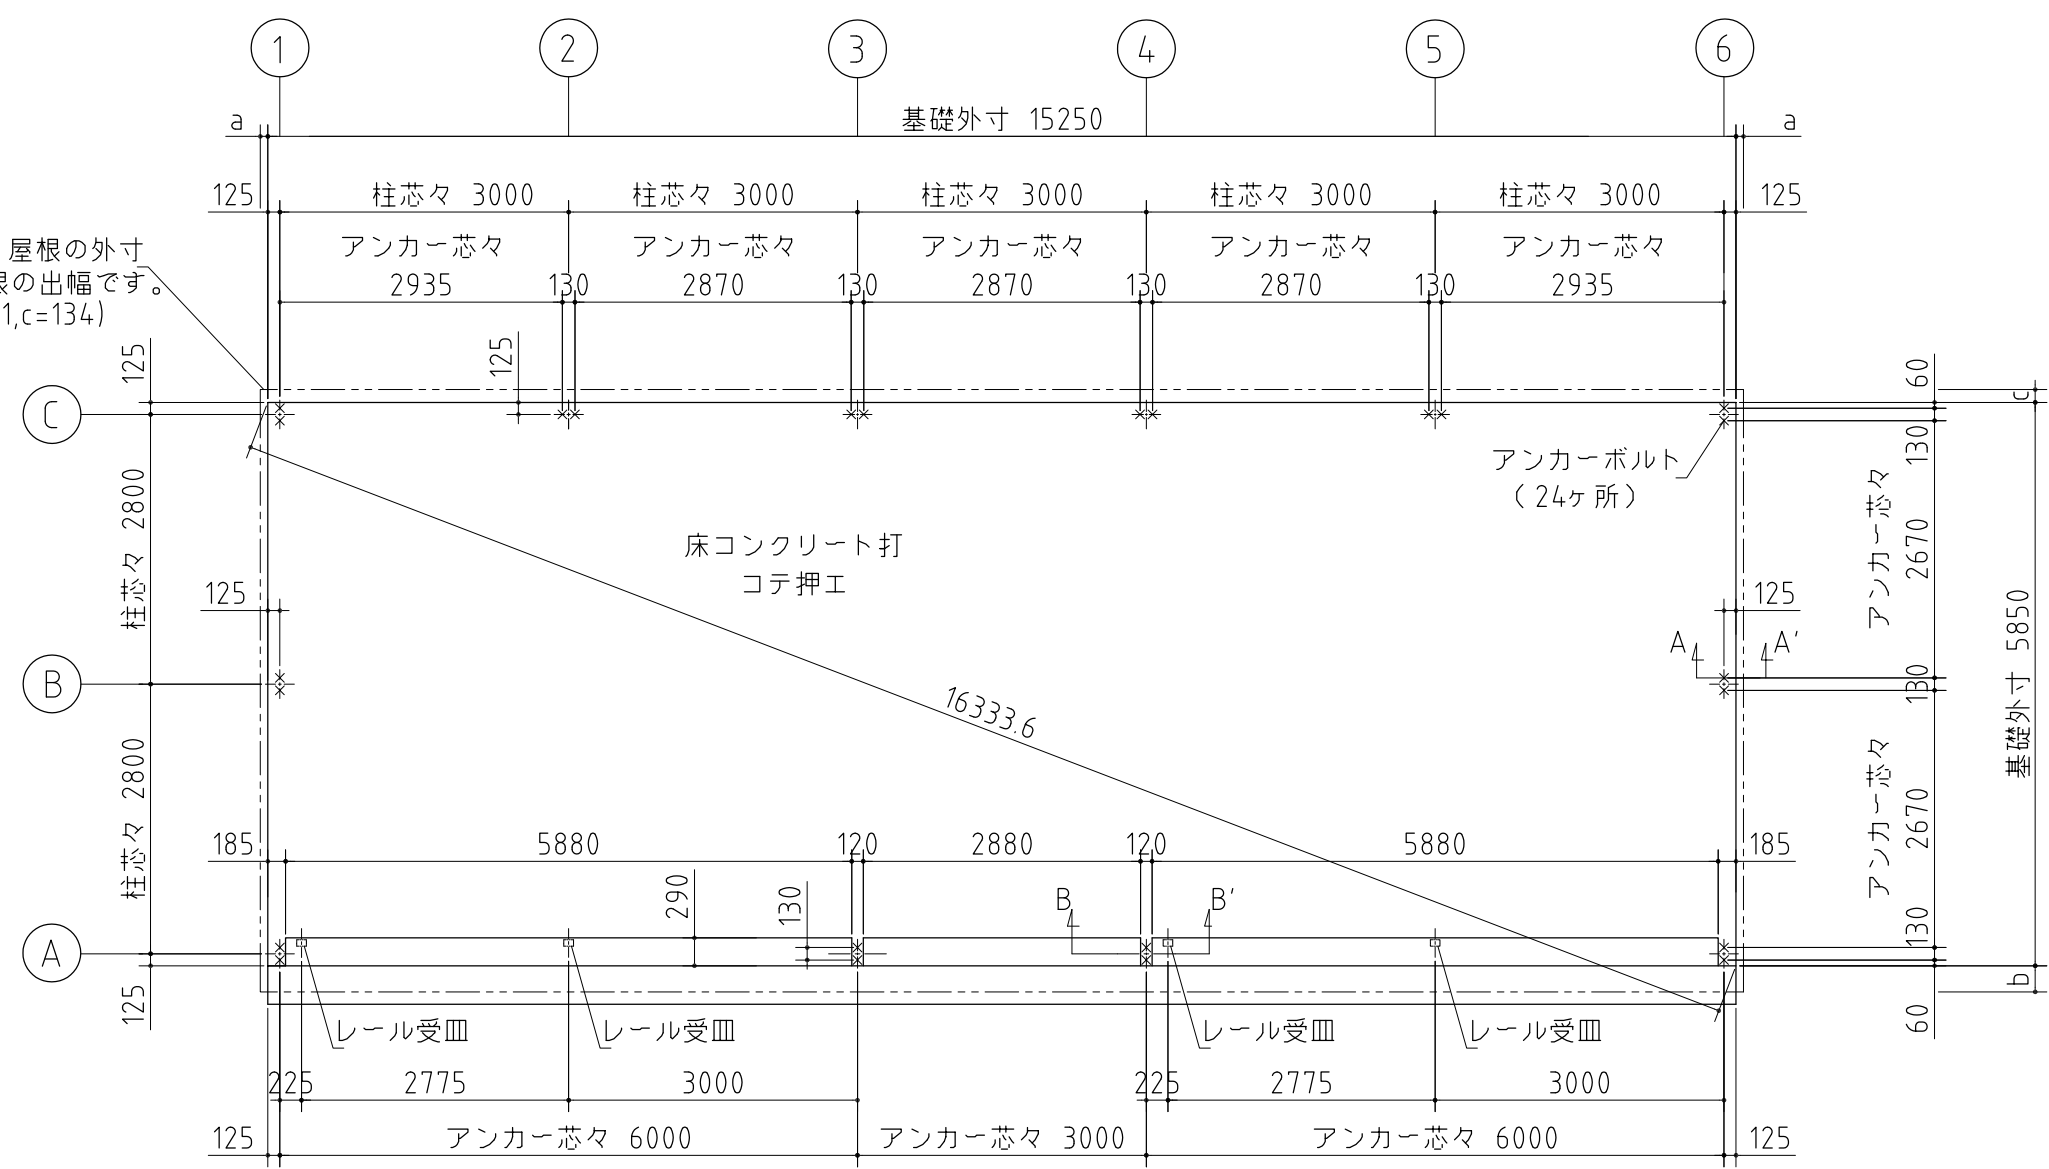 1 2 3 4 5 6
a 基礎外寸 15250 a
125 柱芯々 3000 柱芯々 3000 柱芯々 3000 柱芯々 3000 柱芯々 3000 125
屋根の外寸
根の出幅です。
1,c=134)
アンカー芯々 アンカー芯々 アンカー芯々 アンカー芯々 アンカー芯々
2935 130 2870 130 2870 130 2870 130 2935
125
125
60
c
C
柱芯々 2800
アンカーボルト
(24ヶ所)
130
アンカー芯々
2670
床コンクリート打
コテ押エ
125
125
A A'
B
130
基礎外寸 5850
16333.6
柱芯々 2800
アンカー芯々
2670
185 5880 120 2880 120 5880 185
290
130
B B'
A
130
125
b
60
レール受皿 レール受皿 レール受皿 レール受皿
225 2775 3000 225 2775 3000
125 アンカー芯々 6000 アンカー芯々 3000 アンカー芯々 6000 125